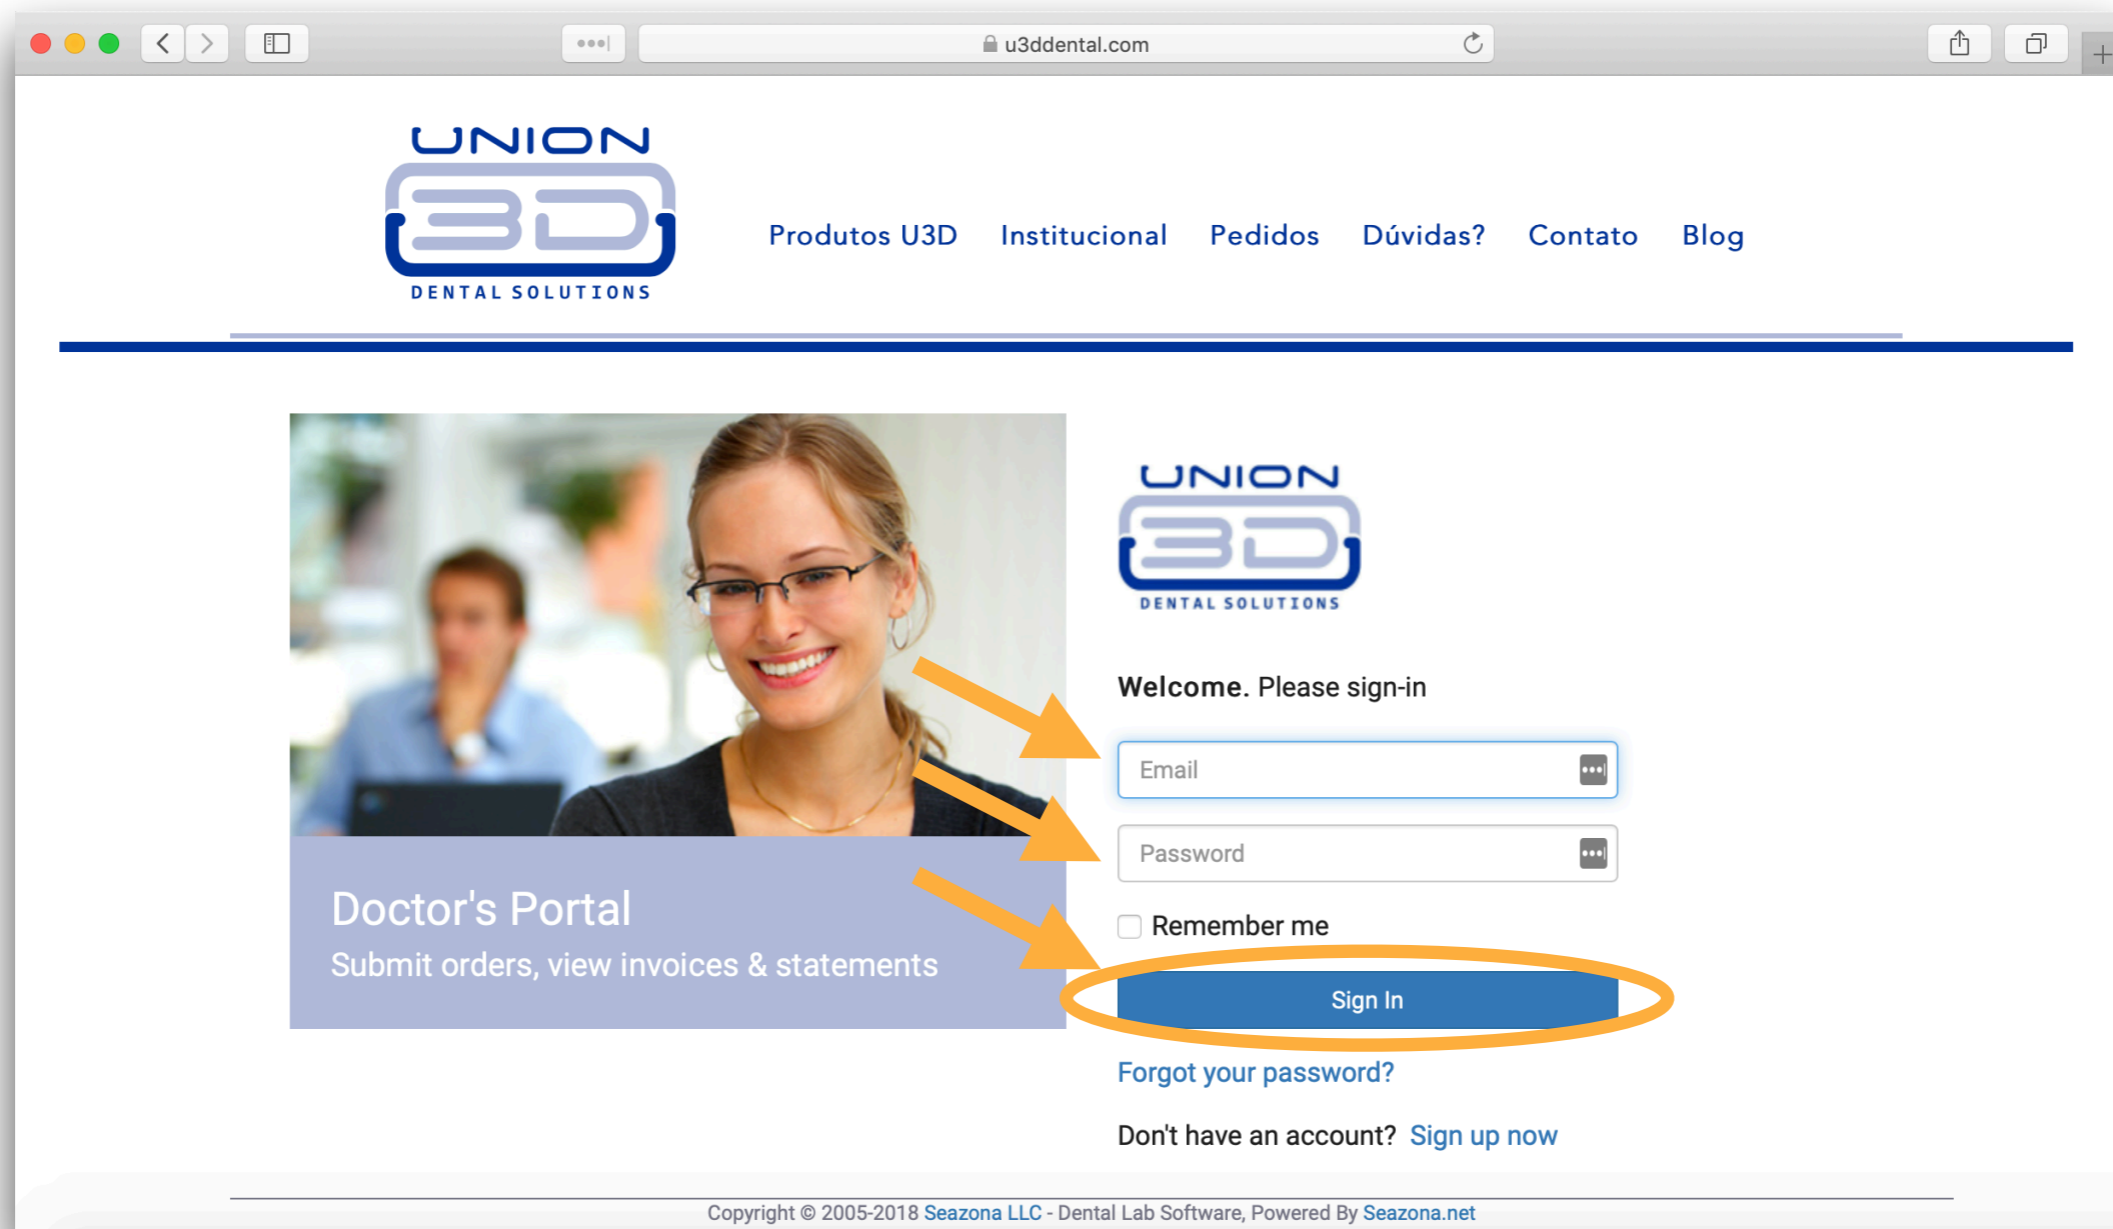 u3ddental.com
UNION
3D
DENTAL SOLUTIONS
Produtos U3D Institucional Pedidos Dúvidas? Contato Blog
UNION
3D
DENTAL SOLUTIONS
Welcome. Please sign-in
Email
Password
Remember me
Doctor's Portal
Submit orders, view invoices & statements
Sign In
Forgot your password?
Don't have an account? Sign up now
Copyright © 2005-2018 Seazona LLC - Dental Lab Software, Powered By Seazona.net